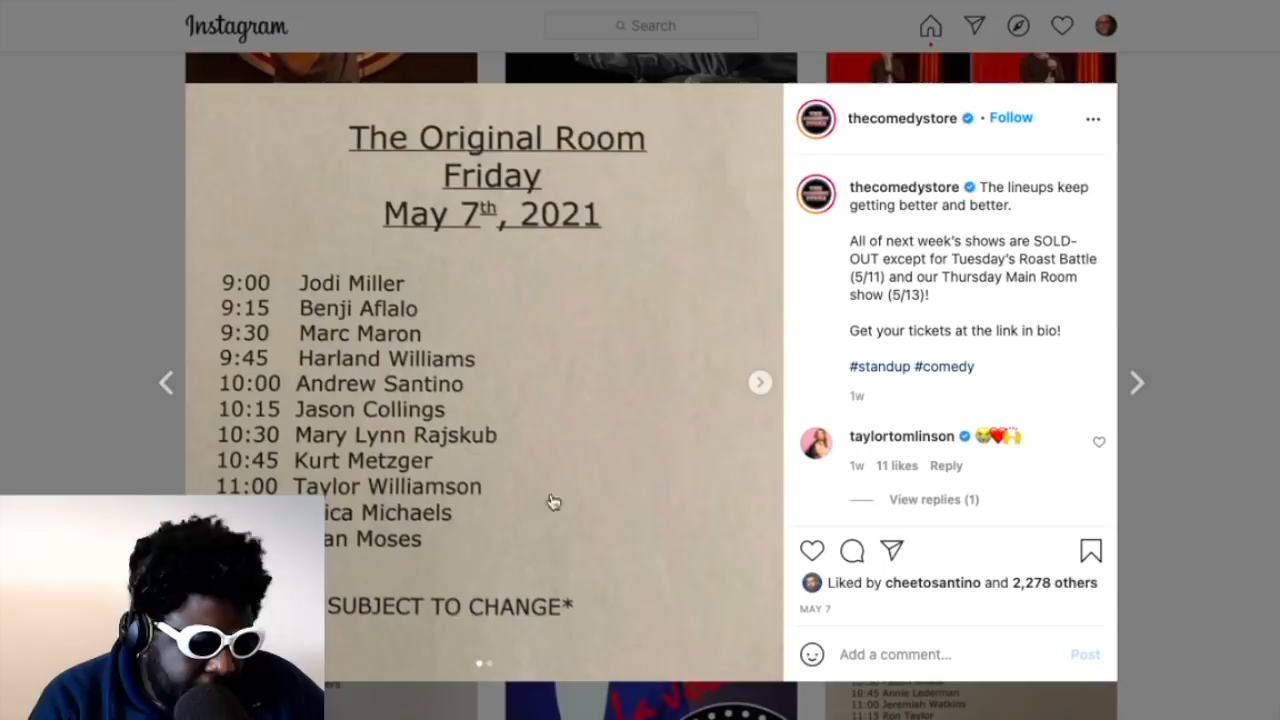 Instagram
Search
The Original Room
Friday
May 7th, 2021
9:00 Jodi Miller
9:15 Benji Aflalo
9:30 Marc Maron
9:45 Harland Williams
10:00 Andrew Santino
10:15 Jason Collings
10:30 Mary Lynn Rajskub
10:45 Kurt Metzger
11:00 Taylor Williamson
ica Michaels
an Moses
SUBJECT TO CHANGE*
thecomedystore • Follow
thecomedystore The lineups keep
getting better and better.
All of next week's shows are SOLD-
OUT except for Tuesday's Roast Battle
(5/11) and our Thursday Main Room
show (5/13)!
Get your tickets at the link in bio!
#standup #comedy
1w
taylortomlinson 😭❤️🙌
1w 11 likes Reply
View replies (1)
Liked by cheetosantino and 2,278 others
MAY 7
Add a comment...
Post
10:45 Annie Lederman
11:00 Jeremiah Watkins
11:15 Ron Taylor